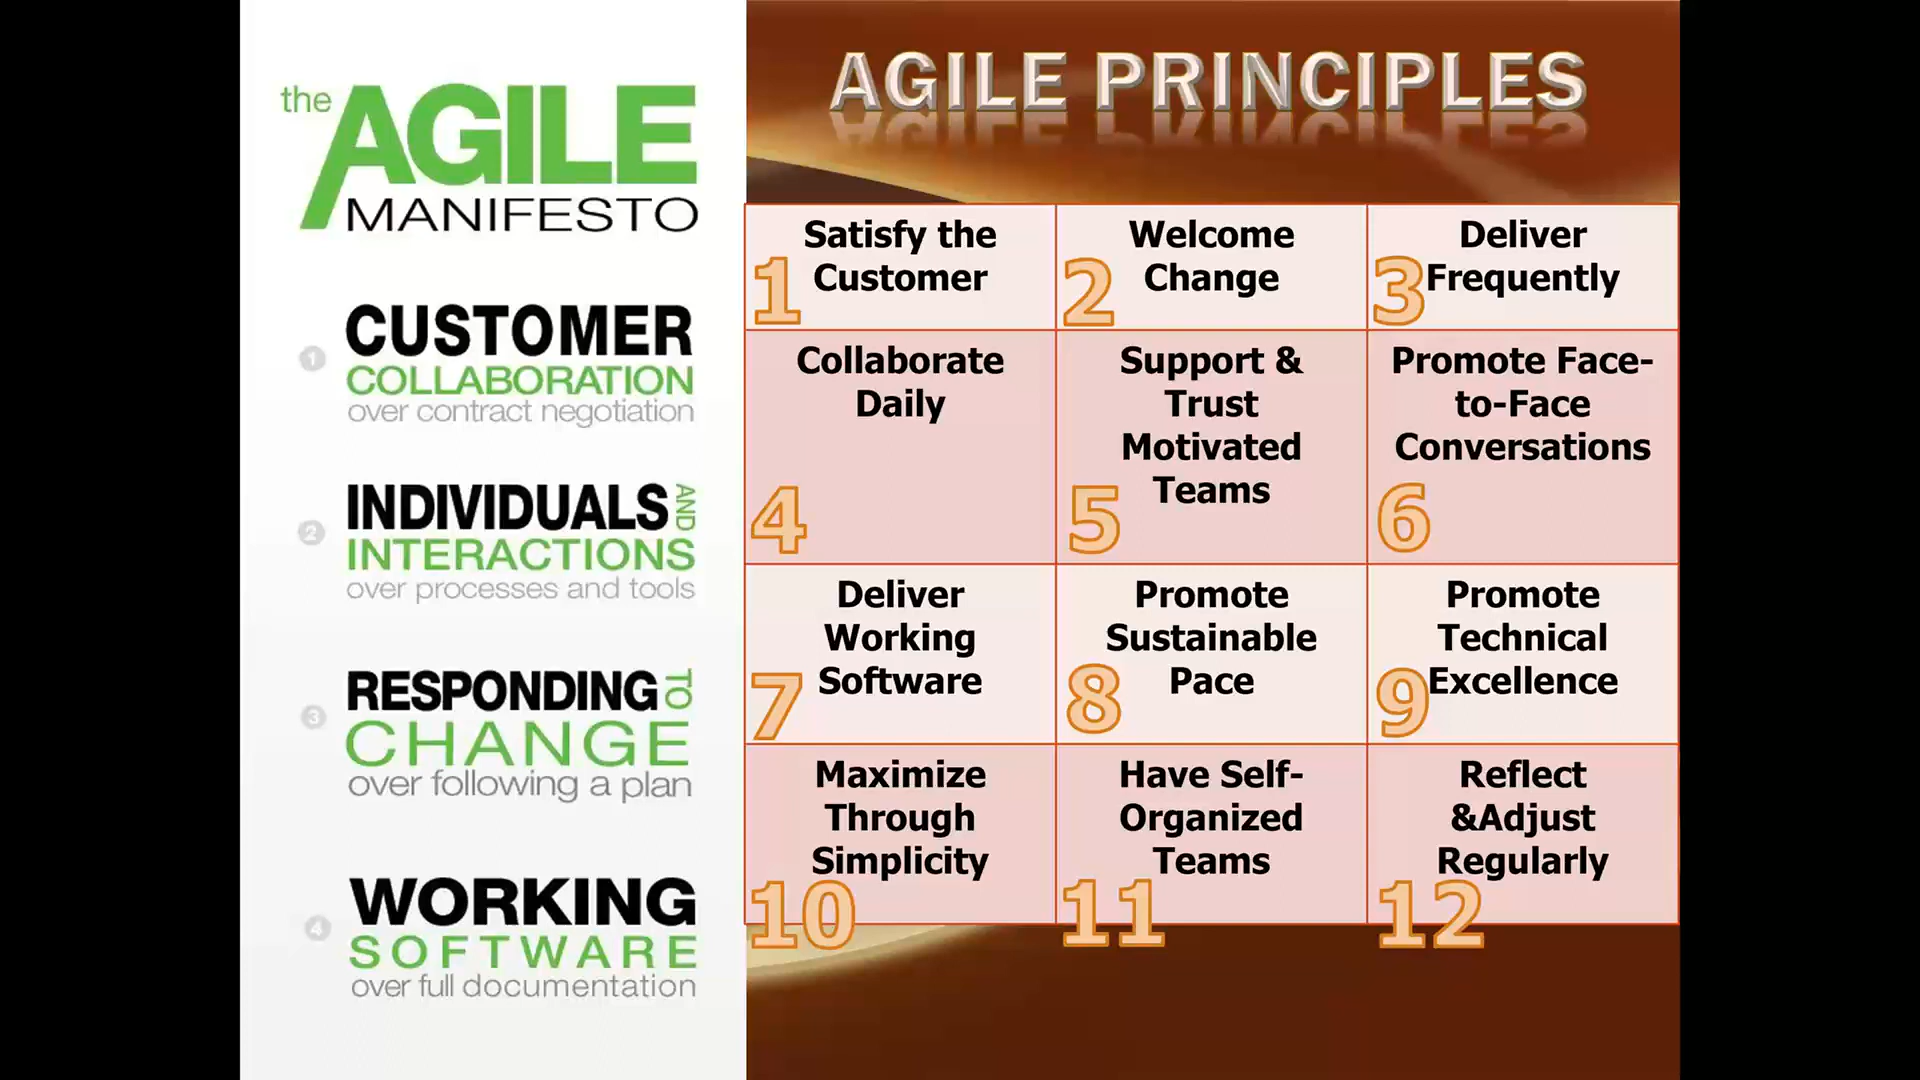 the AGILE
MANIFESTO
1
CUSTOMER
COLLABORATION
over contract negotiation
2
INDIVIDUALS AND
INTERACTIONS
over processes and tools
3
RESPONDING TO
CHANGE
over following a plan
4
WORKING
SOFTWARE
over full documentation
AGILE PRINCIPLES
Satisfy the
Customer
1
Welcome
Change
2
Deliver
Frequently
3
Collaborate
Daily
4
Support &
Trust
Motivated
Teams
5
Promote Face-
to-Face
Conversations
6
Deliver
Working
Software
7
Promote
Sustainable
Pace
8
Promote
Technical
Excellence
9
Maximize
Through
Simplicity
10
Have Self-
Organized
Teams
11
Reflect
&Adjust
Regularly
12